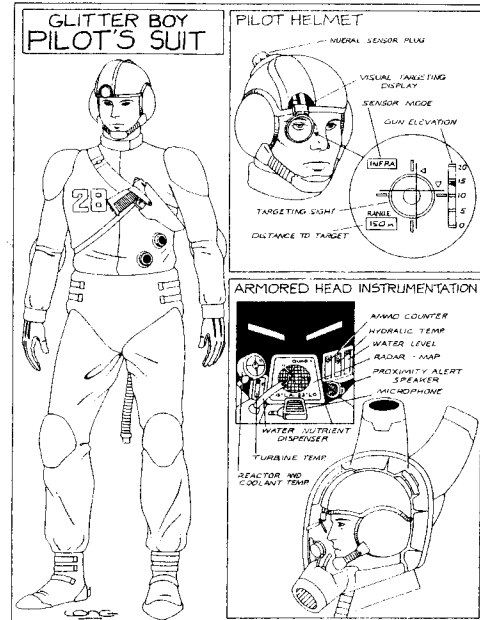 GLITTER BOY
PILOT'S SUIT
28
LONG
PILOT HELMET
NUERAL SENSOR PLUG
VISUAL TARGETING
DISPLAY
SENSOR MODE
GUN ELEVATION
INFRA
20
15
10
5
0
TARGETING SIGHT
RANGE
150m
DISTANCE TO TARGET
ARMORED HEAD INSTRUMENTATION
AMMO COUNTER
HYDRALIC TEMP
WATER LEVEL
RADAR - MAP
PROXIMITY ALERT
SPEAKER
MICROPHONE
WATER NUTRIENT
DISPENSER
TURBINE TEMP
REACTOR AND
COOLANT TEMP